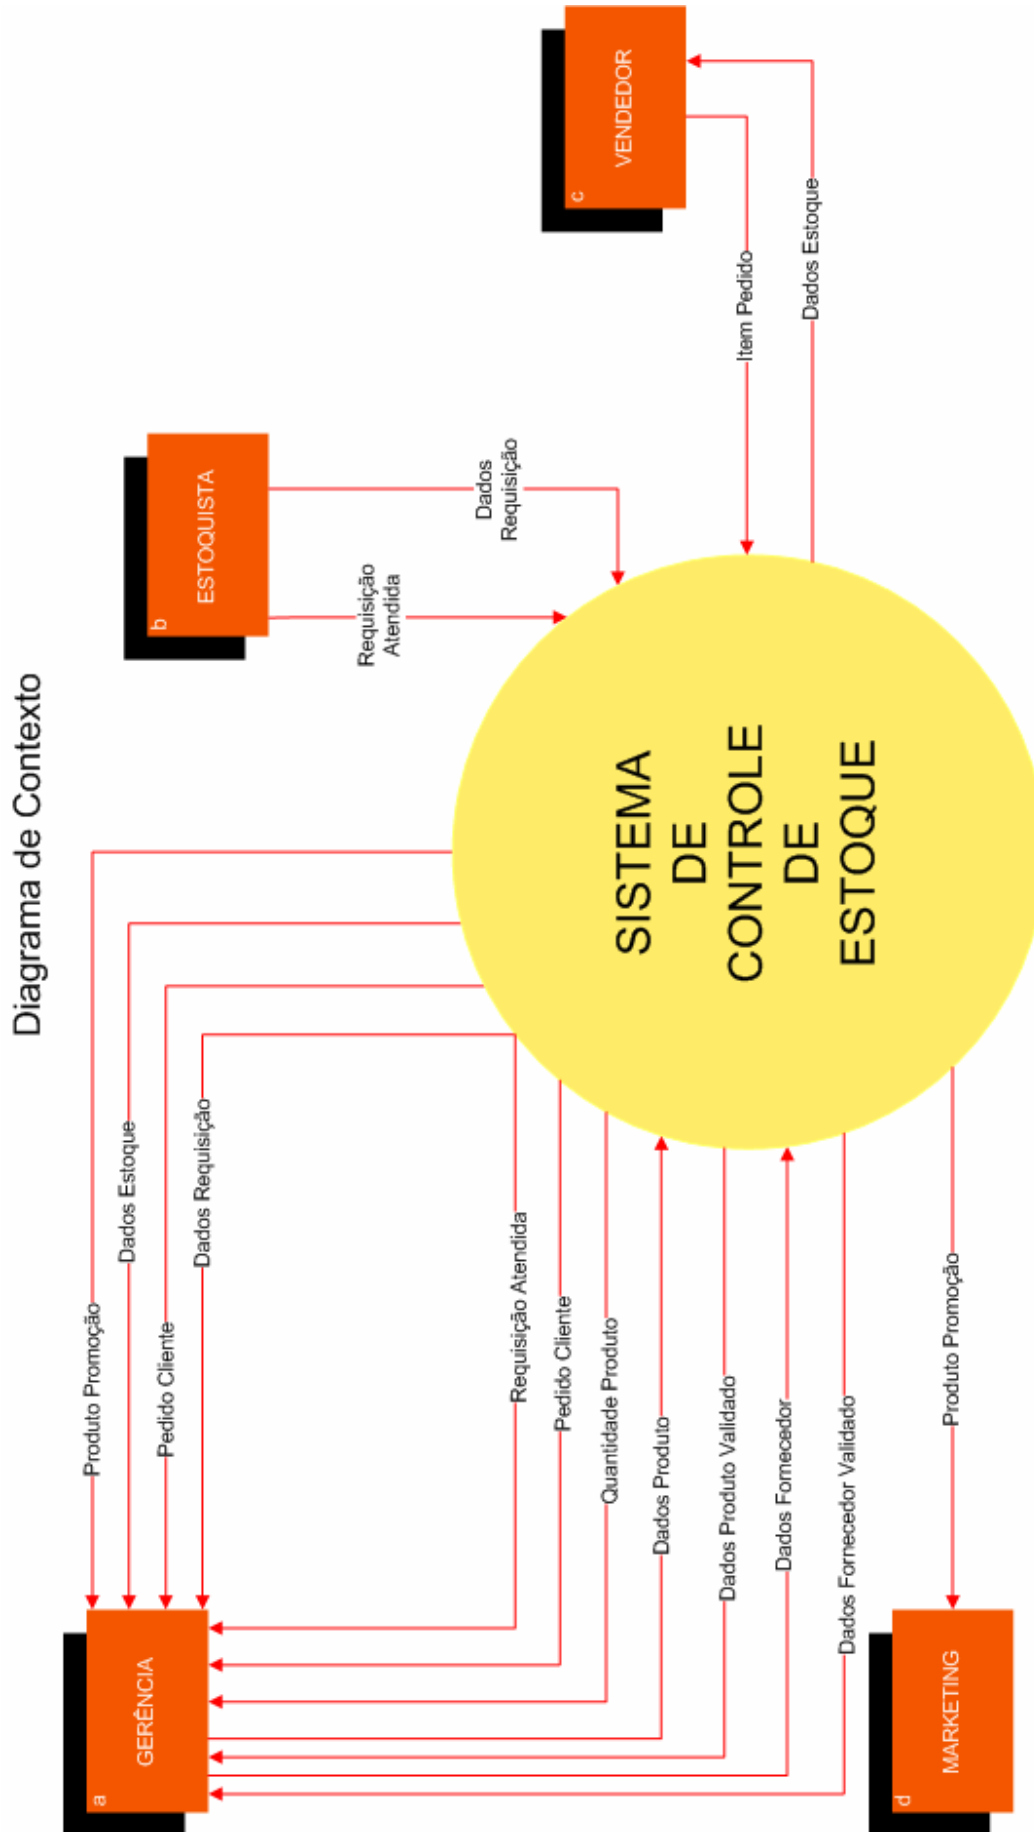 Diagrama de Contexto
a
GERÊNCIA
b
ESTOQUISTA
c
VENDEDOR
d
MARKETING
SISTEMA
DE
CONTROLE
DE
ESTOQUE
Produto Promoção
Dados Estoque
Pedido Cliente
Dados Requisição
Requisição Atendida
Pedido Cliente
Quantidade Produto
Dados Produto
Dados Produto Validado
Dados Fornecedor
Dados Fornecedor Validado
Produto Promoção
Requisição
Atendida
Dados
Requisição
Item Pedido
Dados Estoque